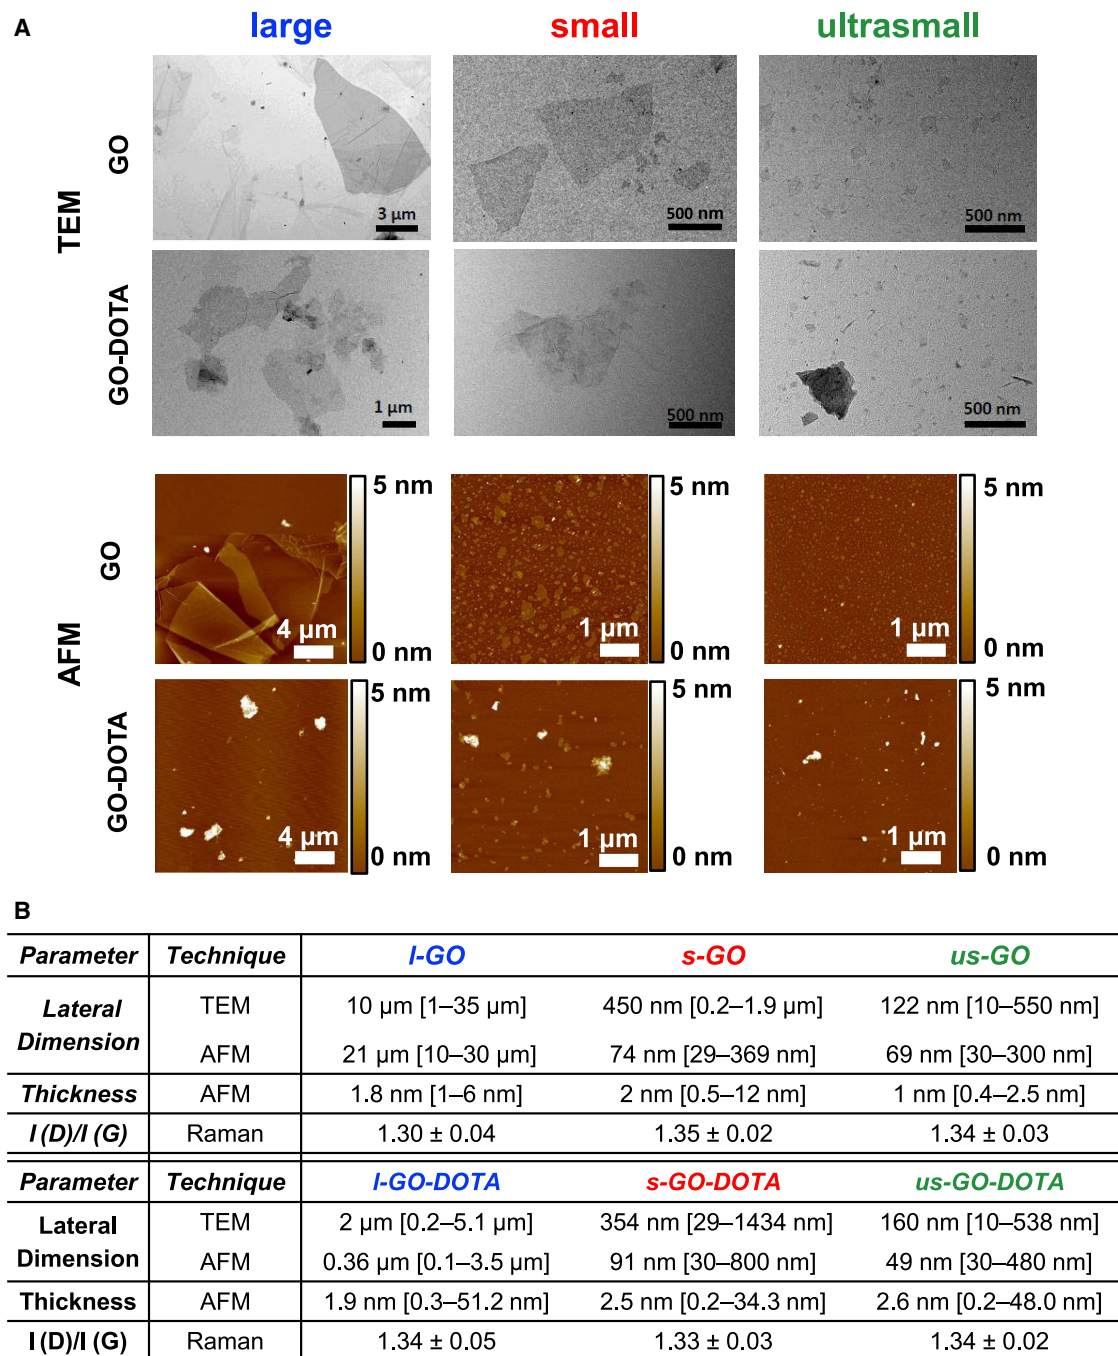 A
large small ultrasmall
TEM
GO
3 µm
500 nm
500 nm
GO-DOTA
1 µm
500 nm
500 nm
AFM
GO
5 nm
4 µm
0 nm
5 nm
1 µm
0 nm
5 nm
1 µm
0 nm
GO-DOTA
5 nm
4 µm
0 nm
5 nm
1 µm
0 nm
5 nm
1 µm
0 nm
B
Parameter Technique l-GO s-GO us-GO
Lateral Dimension TEM 10 µm [1–35 µm] 450 nm [0.2–1.9 µm] 122 nm [10–550 nm]
AFM 21 µm [10–30 µm] 74 nm [29–369 nm] 69 nm [30–300 nm]
Thickness AFM 1.8 nm [1–6 nm] 2 nm [0.5–12 nm] 1 nm [0.4–2.5 nm]
I (D)/I (G) Raman 1.30 ± 0.04 1.35 ± 0.02 1.34 ± 0.03
Parameter Technique l-GO-DOTA s-GO-DOTA us-GO-DOTA
Lateral Dimension TEM 2 µm [0.2–5.1 µm] 354 nm [29–1434 nm] 160 nm [10–538 nm]
AFM 0.36 µm [0.1–3.5 µm] 91 nm [30–800 nm] 49 nm [30–480 nm]
Thickness AFM 1.9 nm [0.3–51.2 nm] 2.5 nm [0.2–34.3 nm] 2.6 nm [0.2–48.0 nm]
I (D)/I (G) Raman 1.34 ± 0.05 1.33 ± 0.03 1.34 ± 0.02